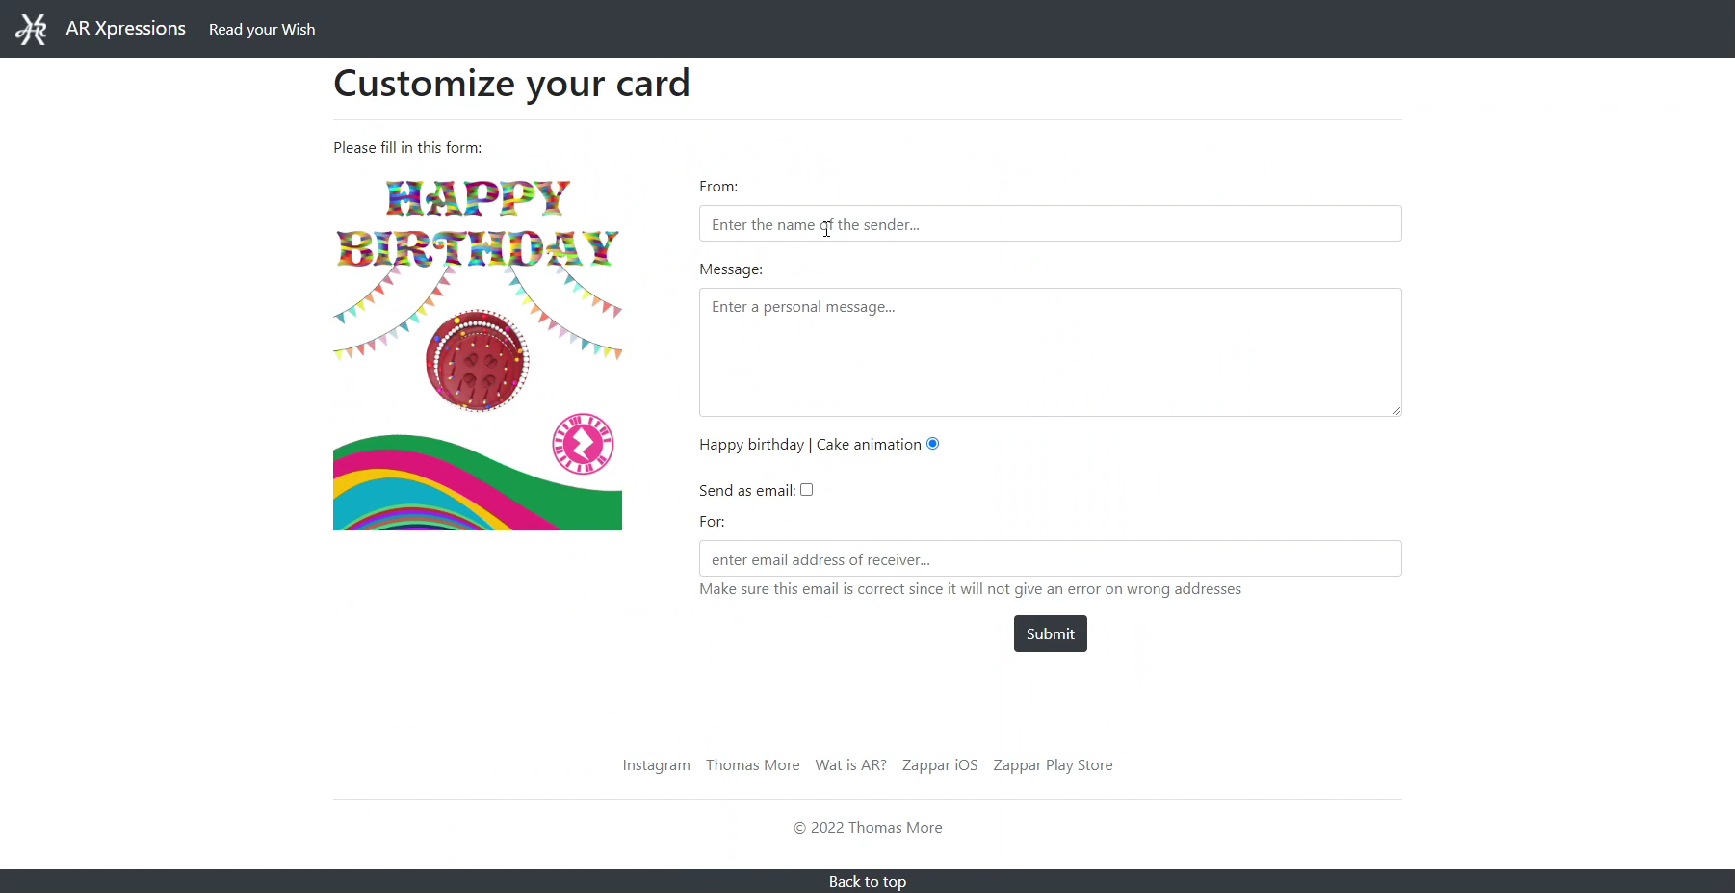 AR Xpressions Read your Wish
Customize your card
Please fill in this form:
HAPPY
BIRTHDAY
From:
Enter the name of the sender...
Message:
Enter a personal message...
Happy birthday | Cake animation
Send as email:
For:
enter email address of receiver...
Make sure this email is correct since it will not give an error on wrong addresses
Submit
Instagram Thomas More Wat is AR? Zappar iOS Zappar Play Store
© 2022 Thomas More
Back to top